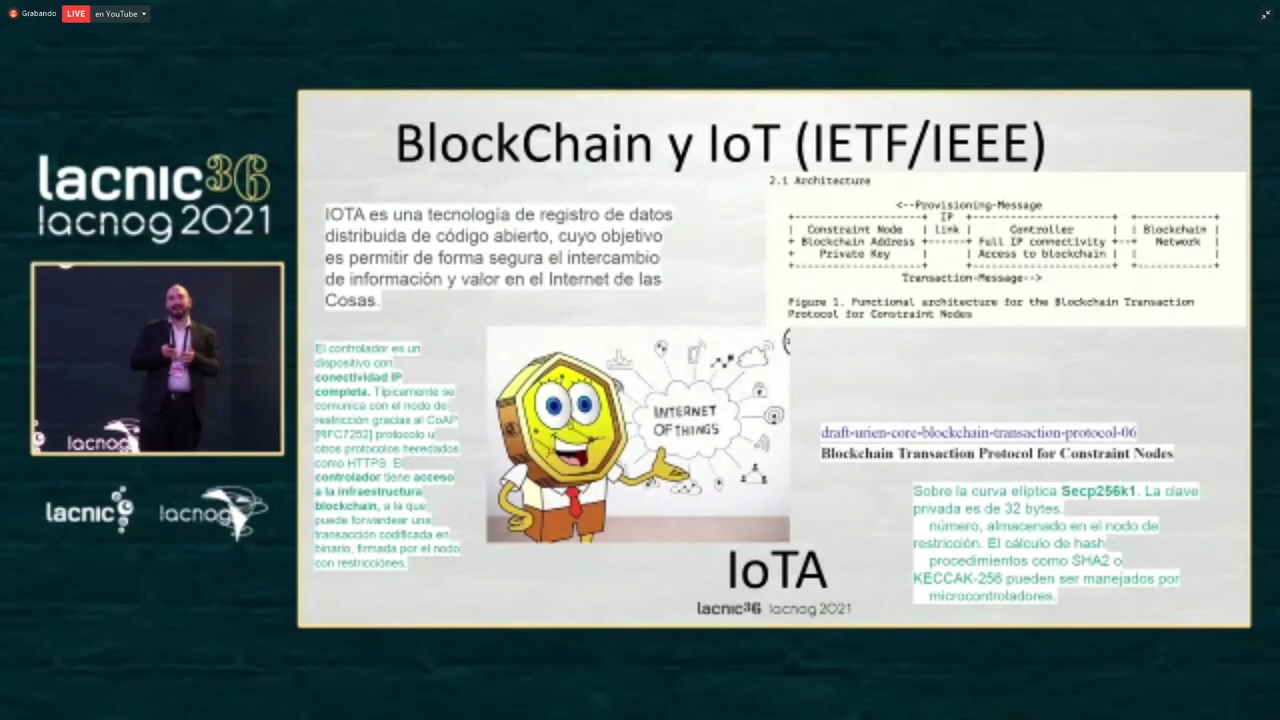 Grabando
LIVE
en YouTube
lacnic36
lacnog 2021
lacnog
lacnic
lacnog
BlockChain y IoT (IETF/IEEE)
IOTA es una tecnología de registro de datos
distribuida de código abierto, cuyo objetivo
es permitir de forma segura el intercambio
de información y valor en el Internet de las
Cosas.
2.1 Architecture
<--Provisioning-Message
+--------------------+ IP +----------------------+ +-------------+
| Constraint Node | link | Controller | | Blockchain |
+ Blockchain Address +------+ Full IP connectivity +--+ Network |
+ Private Key | | Access to blockchain | | |
+--------------------+ +----------------------+ +-------------+
Transaction-Message-->
Figure 1. Functional architecture for the Blockchain Transaction
Protocol for Constraint Nodes
El controlador es un
dispositivo con
conectividad IP
completa. Típicamente se
comunica con el nodo de
restricción gracias al CoAP
[RFC7252] protocolo u
otros protocolos heredados
como HTTPS. El
controlador tiene acceso
a la infraestructura
blockchain, a la que
puede forwardear una
transacción codificada en
binario, firmada por el nodo
con restricciónes.
INTERNET
OF THINGS
draft-urien-core-blockchain-transaction-protocol-06
Blockchain Transaction Protocol for Constraint Nodes
Sobre la curva elíptica Secp256k1. La clave
privada es de 32 bytes.
número, almacenado en el nodo de
restricción. El cálculo de hash
procedimientos como SHA2 o
KECCAK-256 pueden ser manejados por
microcontroladores.
IoTA
lacnic36 lacnog 2021